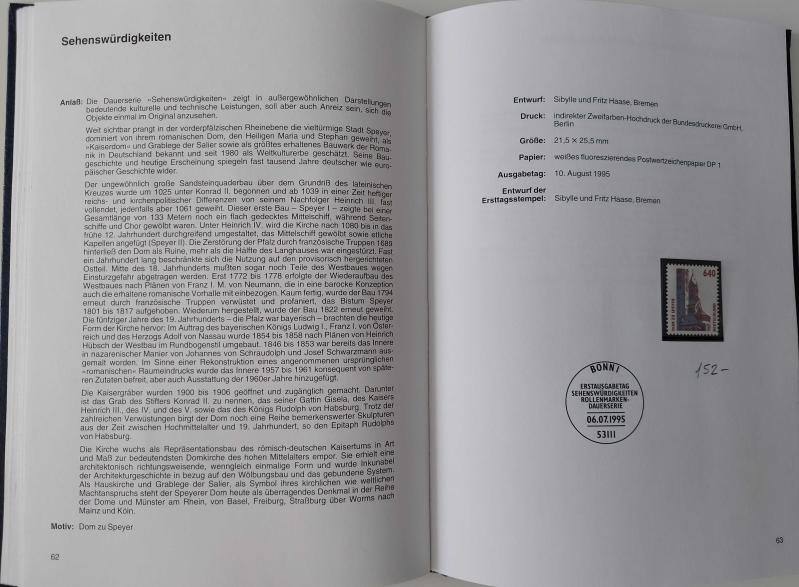 Sehenswürdigkeiten
Anlaß: Die Dauerserie »Sehenswürdigkeiten« zeigt in außergewöhnlichen Darstellungen
bedeutende kulturelle und technische Leistungen, soll aber auch Anreiz sein, sich die
Objekte einmal im Original anzusehen.
Weit sichtbar prangt in der vorderpfälzischen Rheinebene die vieltürmige Stadt Speyer,
dominiert von ihrem romanischen Dom, den Heiligen Maria und Stephan geweiht, als
»Kaiserdom« und Grablege der Salier sowie als größtes erhaltenes Bauwerk der Roma-
nik in Deutschland bekannt und seit 1980 als Weltkulturerbe geschätzt. Seine Bau-
geschichte und heutige Erscheinung spiegeln fast tausend Jahre deutscher wie euro-
päischer Geschichte wider.
Der ungewöhnlich große Sandsteinquaderbau über dem Grundriß des lateinischen
Kreuzes wurde um 1025 unter Konrad II. begonnen und ab 1039 in einer Zeit heftiger
reichs- und kirchenpolitischer Differenzen von seinem Nachfolger Heinrich III. fast
vollendet, jedenfalls aber 1061 geweiht. Dieser erste Bau – Speyer I – zeigte bei einer
Gesamtlänge von 133 Metern noch ein flach gedecktes Mittelschiff, während Seiten-
schiffe und Chor gewölbt waren. Unter Heinrich IV. wird die Kirche nach 1080 bis in das
frühe 12. Jahrhundert durchgreifend umgestaltet, das Mittelschiff gewölbt sowie etliche
Kapellen angefügt (Speyer II). Die Zerstörung der Pfalz durch französische Truppen 1689
hinterließ den Dom als Ruine, mehr als die Hälfte des Langhauses war eingestürzt. Fast
ein Jahrhundert lang beschränkte sich die Nutzung auf den provisorisch hergerichteten
Ostteil. Mitte des 18. Jahrhunderts mußten sogar noch Teile des Westbaues wegen
Einsturzgefahr abgetragen werden. Erst 1772 bis 1778 erfolgte der Wiederaufbau des
Westbaues nach Plänen von Franz I. M. von Neumann, die in eine barocke Konzeption
auch die erhaltene romanische Vorhalle mit einbezogen. Kaum fertig, wurde der Bau 1794
erneut durch französische Truppen verwüstet und profaniert, das Bistum Speyer
1801 bis 1817 aufgehoben. Wiederum hergestellt, wurde der Bau 1822 erneut geweiht.
Die fünfziger Jahre des 19. Jahrhunderts – die Pfalz war bayerisch – brachten die heutige
Form der Kirche hervor: Im Auftrag des bayerischen Königs Ludwig I., Franz I. von Öster-
reich und des Herzogs Adolf von Nassau wurde 1854 bis 1858 nach Plänen von Heinrich
Hübsch der Westbau im Rundbogenstil umgebaut. 1846 bis 1853 war bereits das Innere
in nazarenischer Manier von Johannes von Schraudolph und Josef Schwarzmann aus-
gemalt worden. Im Sinne einer Rekonstruktion eines angenommenen ursprünglichen
»romanischen« Raumeindrucks wurde das Innere 1957 bis 1961 konsequent von späte-
ren Zutaten befreit, aber auch Ausstattung der 1960er Jahre hinzugefügt.
Die Kaisergräber wurden 1900 bis 1906 geöffnet und zugänglich gemacht. Darunter
ist das Grab des Stifters Konrad II. zu nennen, das seiner Gattin Gisela, des Kaisers
Heinrich III., des IV. und des V. sowie das des Königs Rudolph von Habsburg. Trotz der
zahlreichen Verwüstungen birgt der Dom noch eine Reihe bemerkenswerter Skulpturen
aus der Zeit zwischen Hochmittelalter und 19. Jahrhundert, so den Epitaph Rudolphs
von Habsburg.
Die Kirche wuchs als Repräsentationsbau des römisch-deutschen Kaisertums in Art
und Maß zur bedeutendsten Domkirche des hohen Mittelalters empor. Sie erhielt eine
architektonisch richtungsweisende, wenngleich einmalige Form und wurde Inkunabel
der Architekturgeschichte in bezug auf den Wölbungsbau und das gebundene System.
Als Hauskirche und Grablege der Salier, als Symbol ihres kirchlichen wie weltlichen
Machtanspruchs steht der Speyerer Dom heute als überragendes Denkmal in der Reihe
der Dome und Münster am Rhein, von Basel, Freiburg, Straßburg über Worms nach
Mainz und Köln.
Motiv: Dom zu Speyer
62
Entwurf: Sibylle und Fritz Haase, Bremen
Druck: indirekter Zweifarben-Hochdruck der Bundesdruckerei GmbH,
Berlin
Größe: 21,5 × 25,5 mm
Papier: weißes fluoreszierendes Postwertzeichenpapier DP 1
Ausgabetag: 10. August 1995
Entwurf der
Ersttagsstempel: Sibylle und Fritz Haase, Bremen
640
DOM ZU SPEYER
152-
BONN 1
ERSTAUSGABETAG
SEHENSWÜRDIGKEITEN
ROLLENMARKEN-
DAUERSERIE
06.07.1995
53111
63